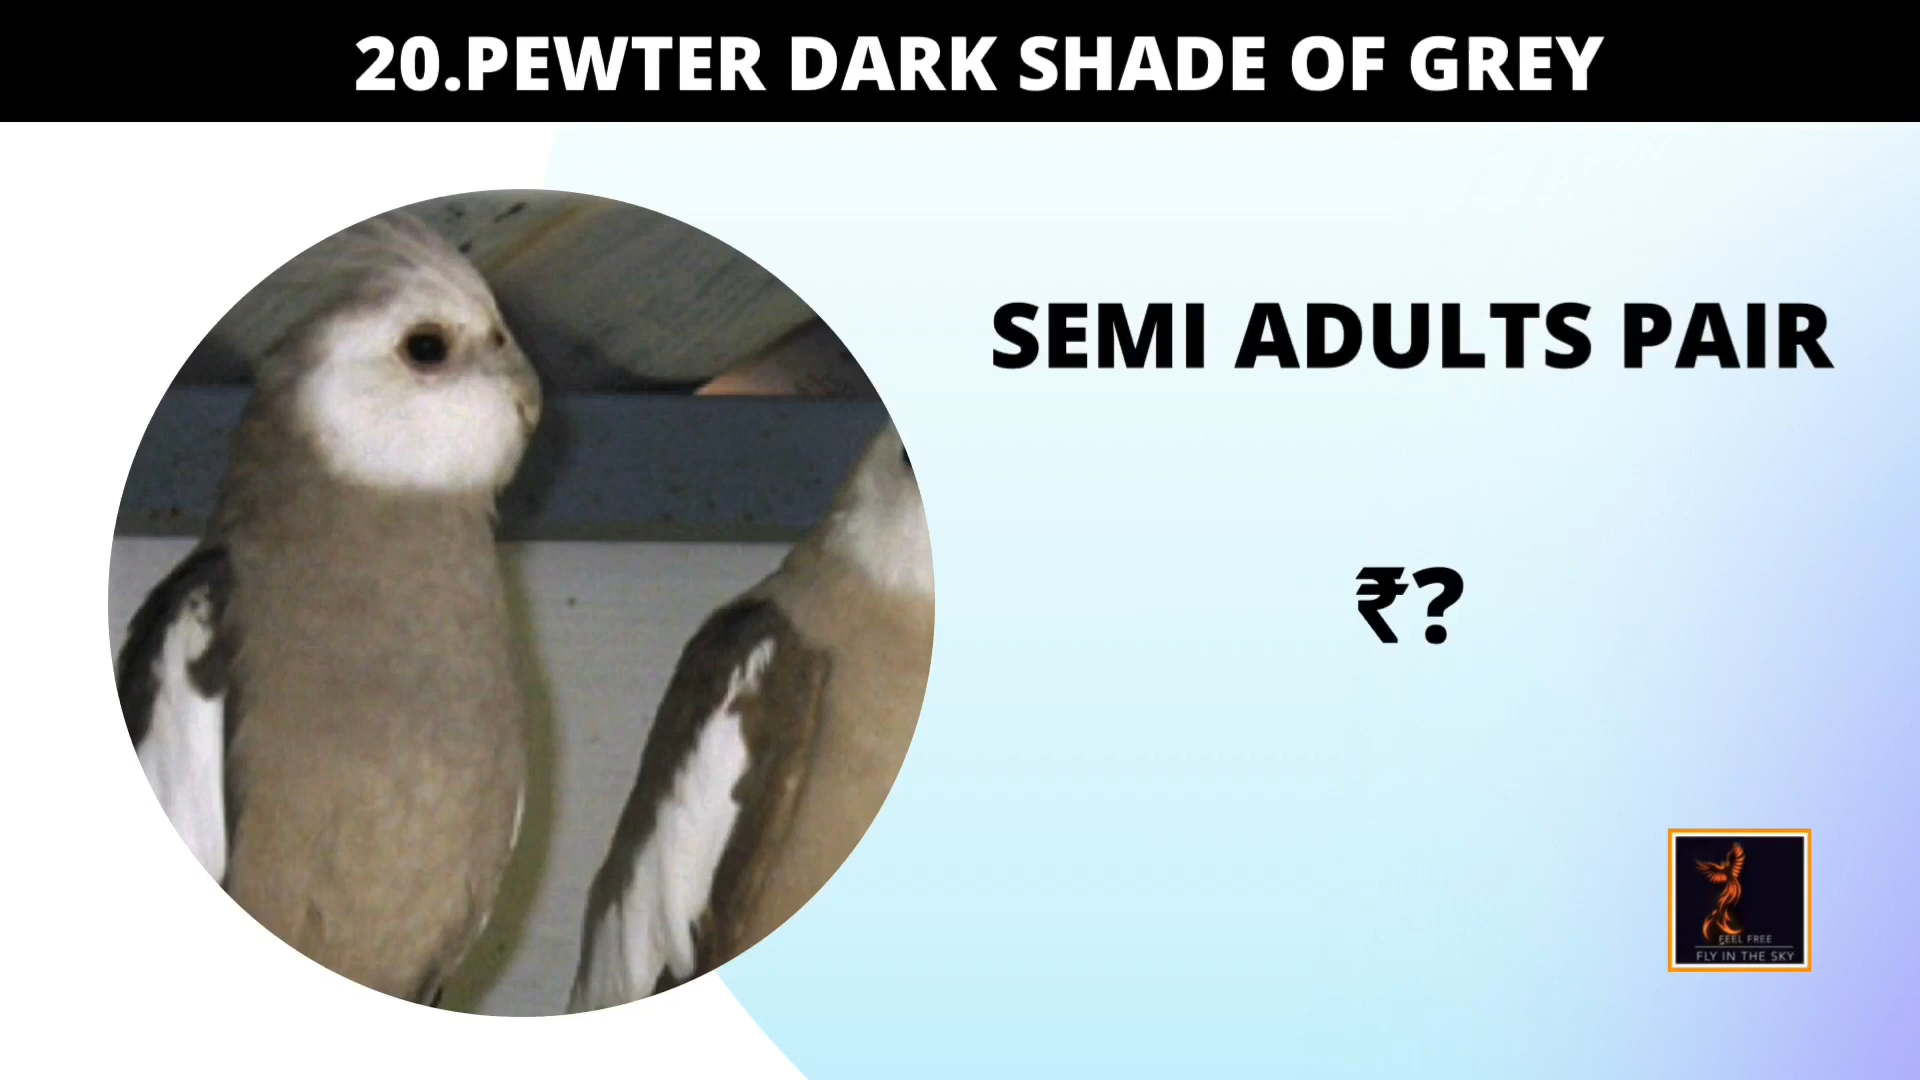 20.PEWTER DARK SHADE OF GREY
SEMI ADULTS PAIR
₹?
FEEL FREE
FLY IN THE SKY